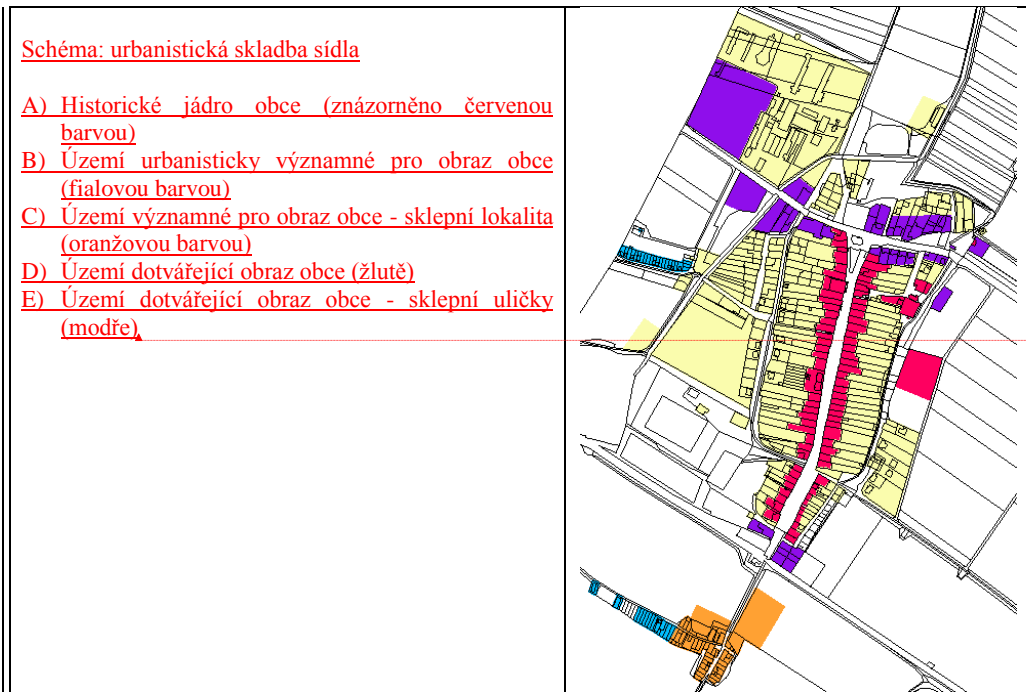 Schéma: urbanistická skladba sídla
A) Historické jádro obce (znázorněno červenou
barvou)
B) Území urbanisticky významné pro obraz obce
(fialovou barvou)
C) Území významné pro obraz obce - sklepní lokalita
(oranžovou barvou)
D) Území dotvářející obraz obce (žlutě)
E) Území dotvářející obraz obce - sklepní uličky
(modře)